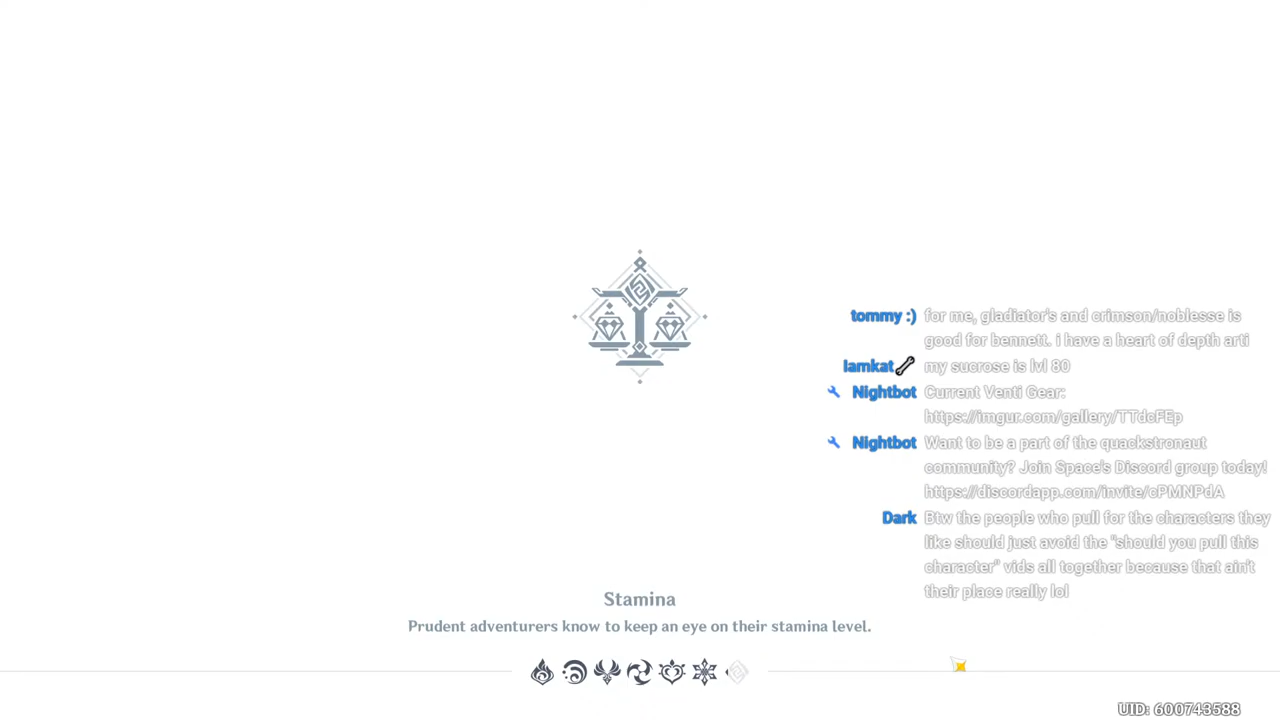 tommy :) for me, gladiator's and crimson/noblesse is
good for bennett. i have a heart of depth arti
Iamkat my sucrose is lvl 80
Nightbot Current Venti Gear:
https://imgur.com/gallery/TTdcFEp
Nightbot Want to be a part of the quackstronaut
community? Join Space's Discord group today!
https://discordapp.com/invite/cPMNPdA
Dark Btw the people who pull for the characters they
like should just avoid the "should you pull this
character" vids all together because that ain't
their place really lol
Stamina
Prudent adventurers know to keep an eye on their stamina level.
UID: 600743588